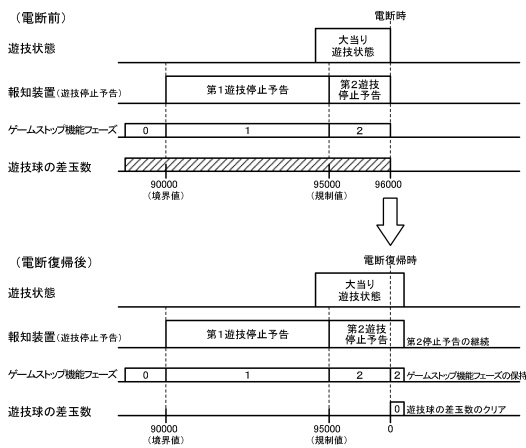 （電断前）
電断時
遊技状態
大当り
遊技状態
報知装置（遊技停止予告）
第1遊技停止予告
第2遊技
停止予告
ゲームストップ機能フェーズ
0
1
2
遊技球の差玉数
90000
（境界値）
95000
（規制値）
96000
（電断復帰後）
電断復帰時
遊技状態
大当り
遊技状態
報知装置（遊技停止予告）
第1遊技停止予告
第2遊技
停止予告
第2停止予告の継続
ゲームストップ機能フェーズ
0
1
2
2
ゲームストップ機能フェーズの保持
遊技球の差玉数
0
遊技球の差玉数のクリア
90000
（境界値）
95000
（規制値）
0